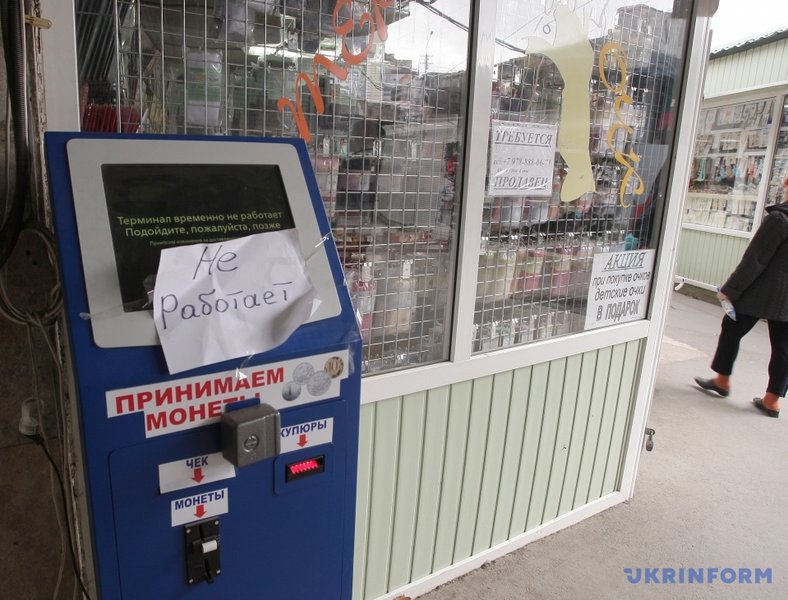 Терминал временно не работает
Подойдите, пожалуйста, позже
Не
работает
ПРИНИМАЕМ
МОНЕТЫ
КУПЮРЫ
ЧЕК
МОНЕТЫ
ТРЕБУЕТСЯ
ПРОДАВЕЦ
АКЦИЯ
при покупке очков
детские очки
в ПОДАРОК
UKRINFORM